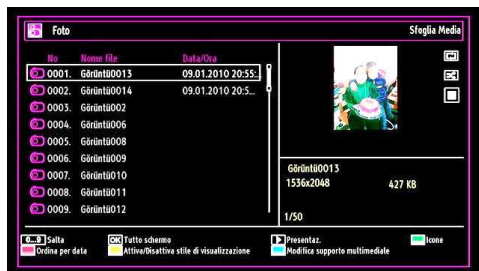 Foto Sfoglia Media
No Nome file Data/Ora
0001. Görüntü0013 09.01.2010 20:55:..
0002. Görüntü0014 09.01.2010 20:5...
0003. Görüntü002
0004. Görüntü006
0005. Görüntü008
0006. Görüntü009
0007. Görüntü010
0008. Görüntü011
0009. Görüntü012
Görüntü0013
1536x2048 427 KB
1/50
0...9 Salta OK Tutto schermo Presentaz. Icone
Ordina per data Attiva/Disattiva stile di visualizzazione Modifica supporto multimediale